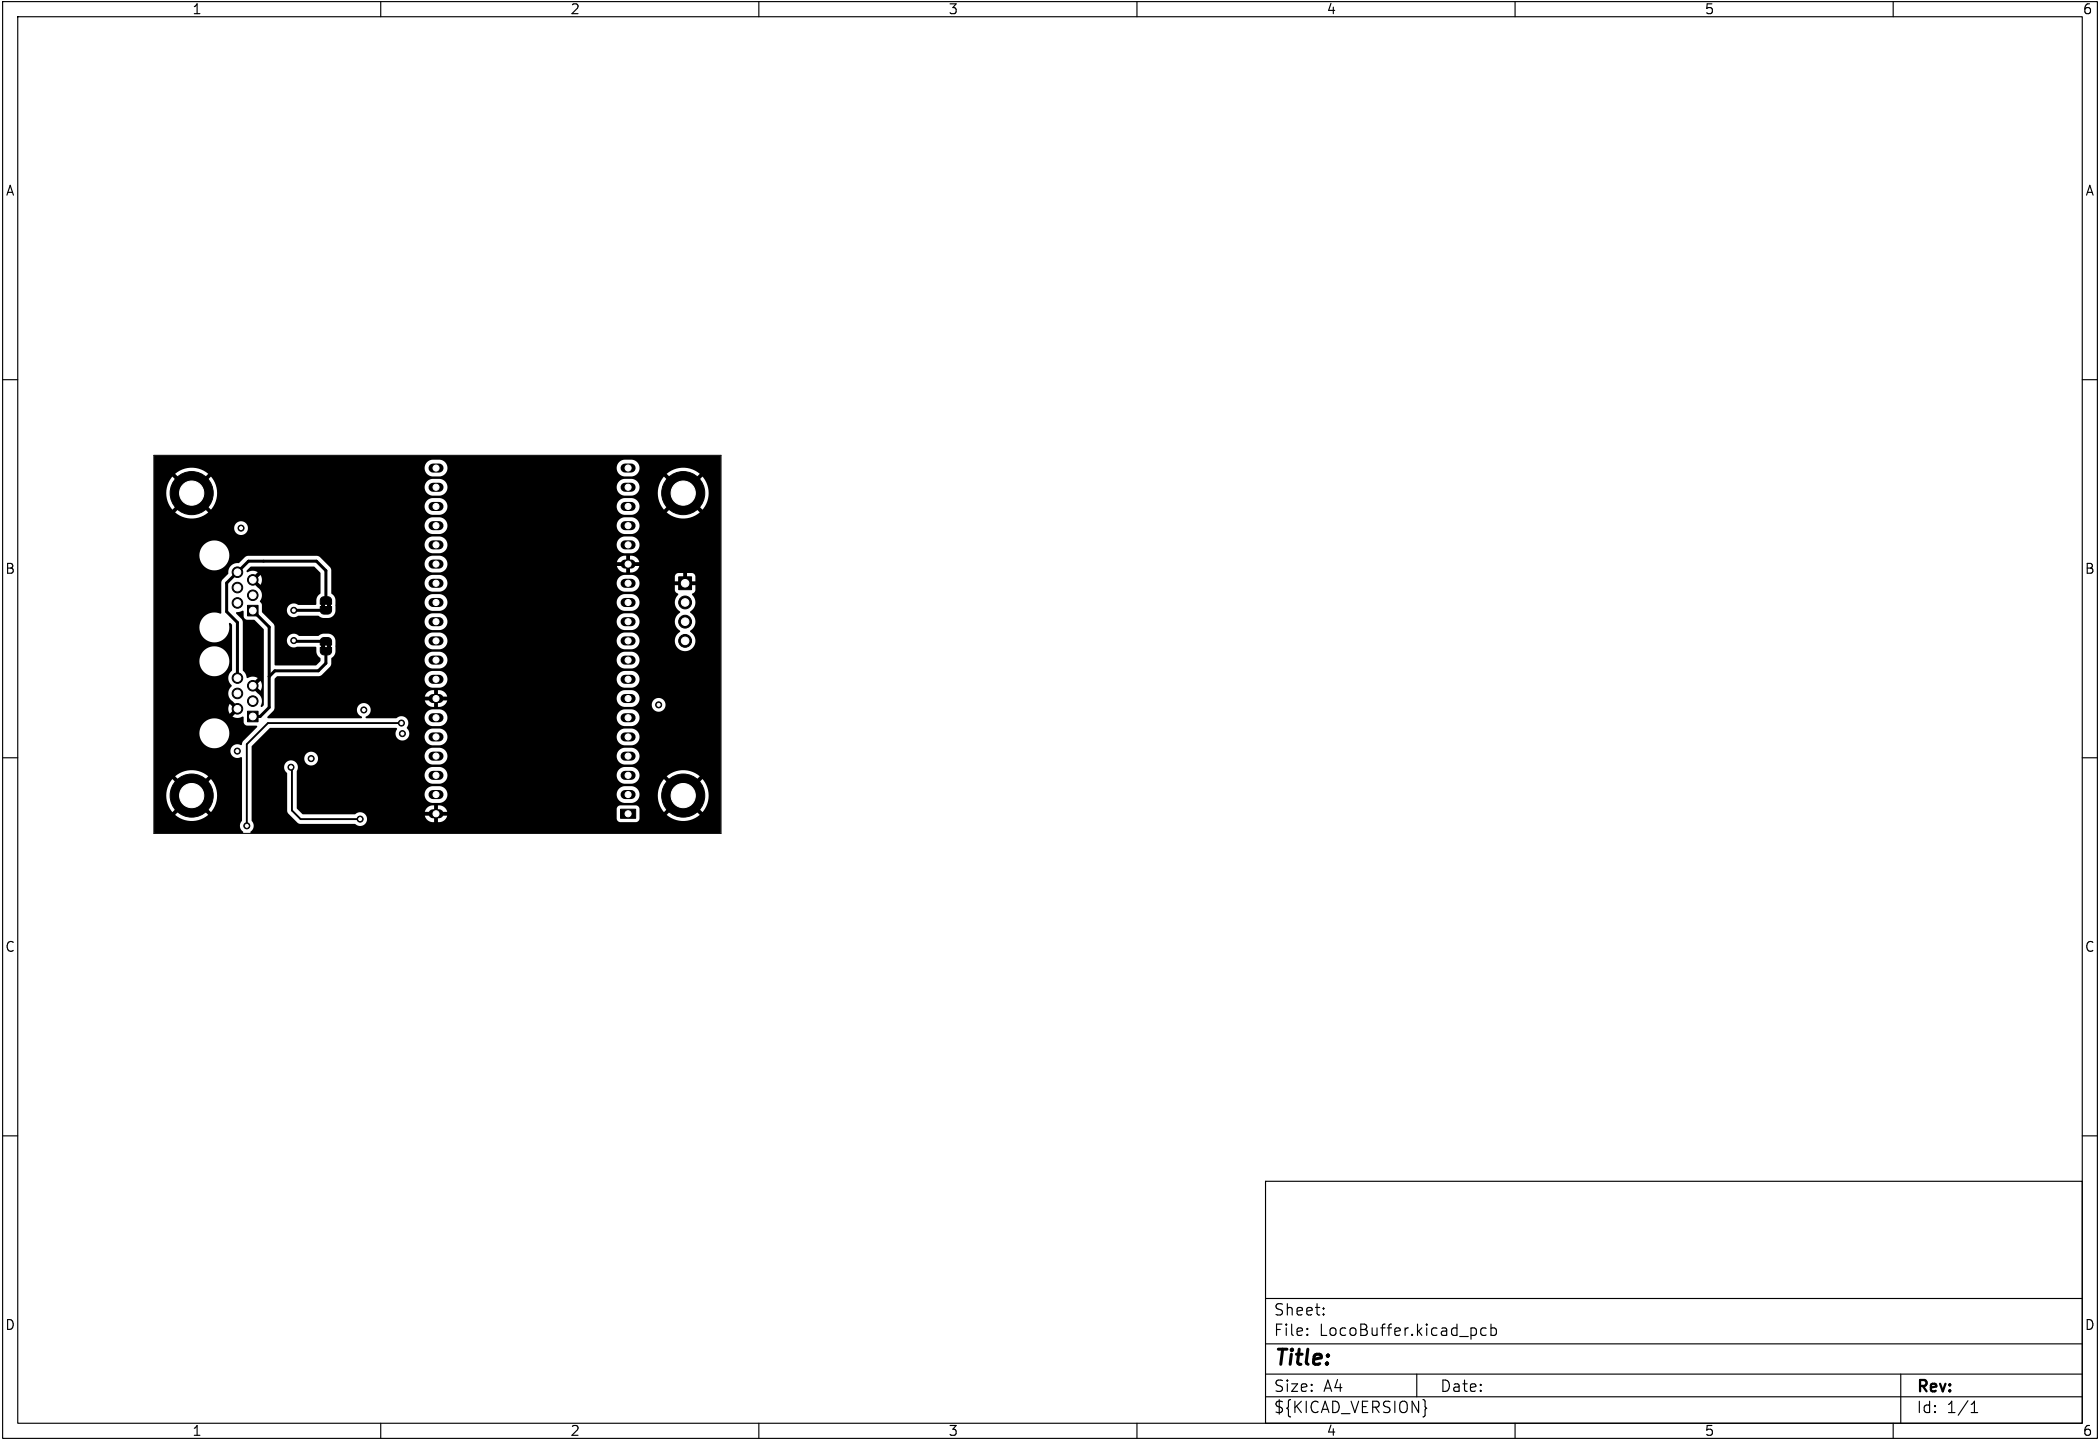 1 2 3 4 5 6
A A
B B
C C
D D
Sheet:
File: LocoBuffer.kicad_pcb
Title:
Size: A4 Date: Rev:
${KICAD_VERSION} Id: 1/1
1 2 3 4 5 6